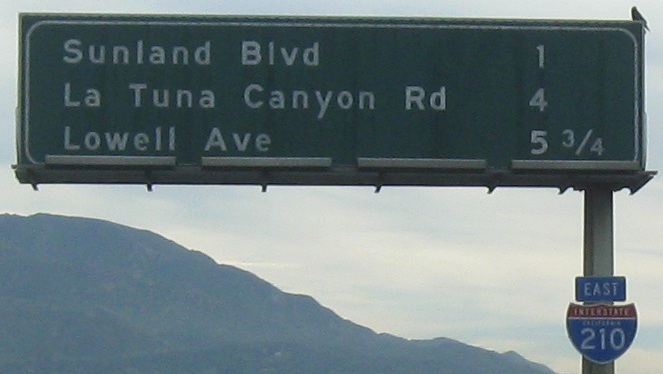 Sunland Blvd 1
La Tuna Canyon Rd 4
Lowell Ave 5 3/4
EAST
INTERSTATE
CALIFORNIA
210